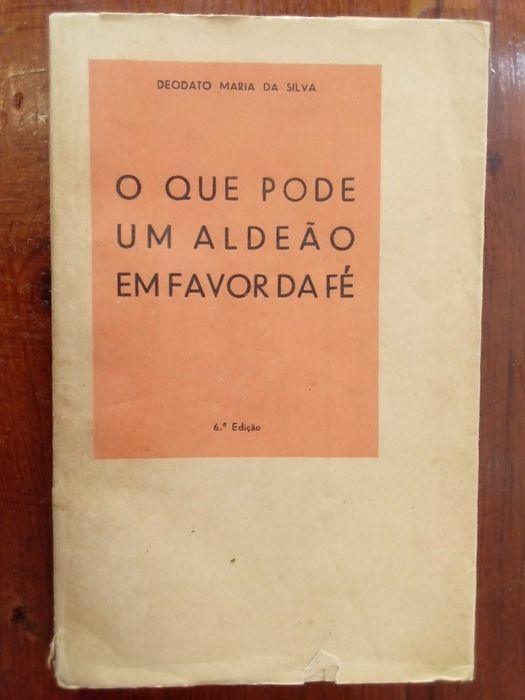 DEODATO MARIA DA SILVA
O QUE PODE
UM ALDEÃO
EM FAVOR DA FÉ
6.ª Edição